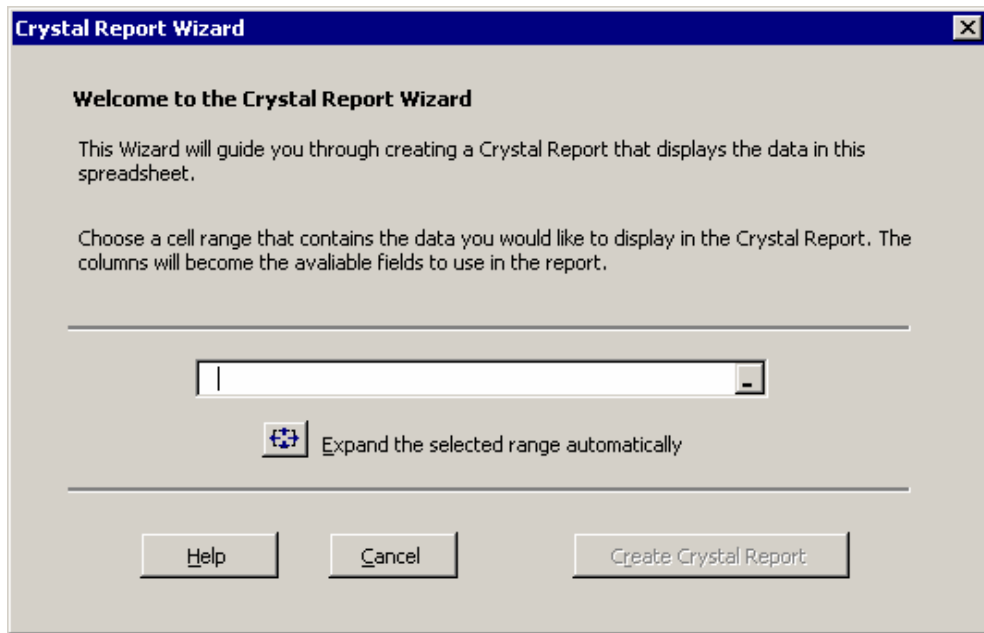 Crystal Report Wizard
Welcome to the Crystal Report Wizard
This Wizard will guide you through creating a Crystal Report that displays the data in this
spreadsheet.
Choose a cell range that contains the data you would like to display in the Crystal Report. The
columns will become the avaliable fields to use in the report.
Expand the selected range automatically
Help Cancel Create Crystal Report